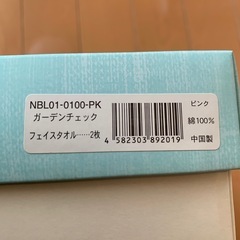 NBL01-0100-PK
ガーデンチェック
フェイスタオル……2枚
4 582303 892019
ピンク
綿100%
中国製